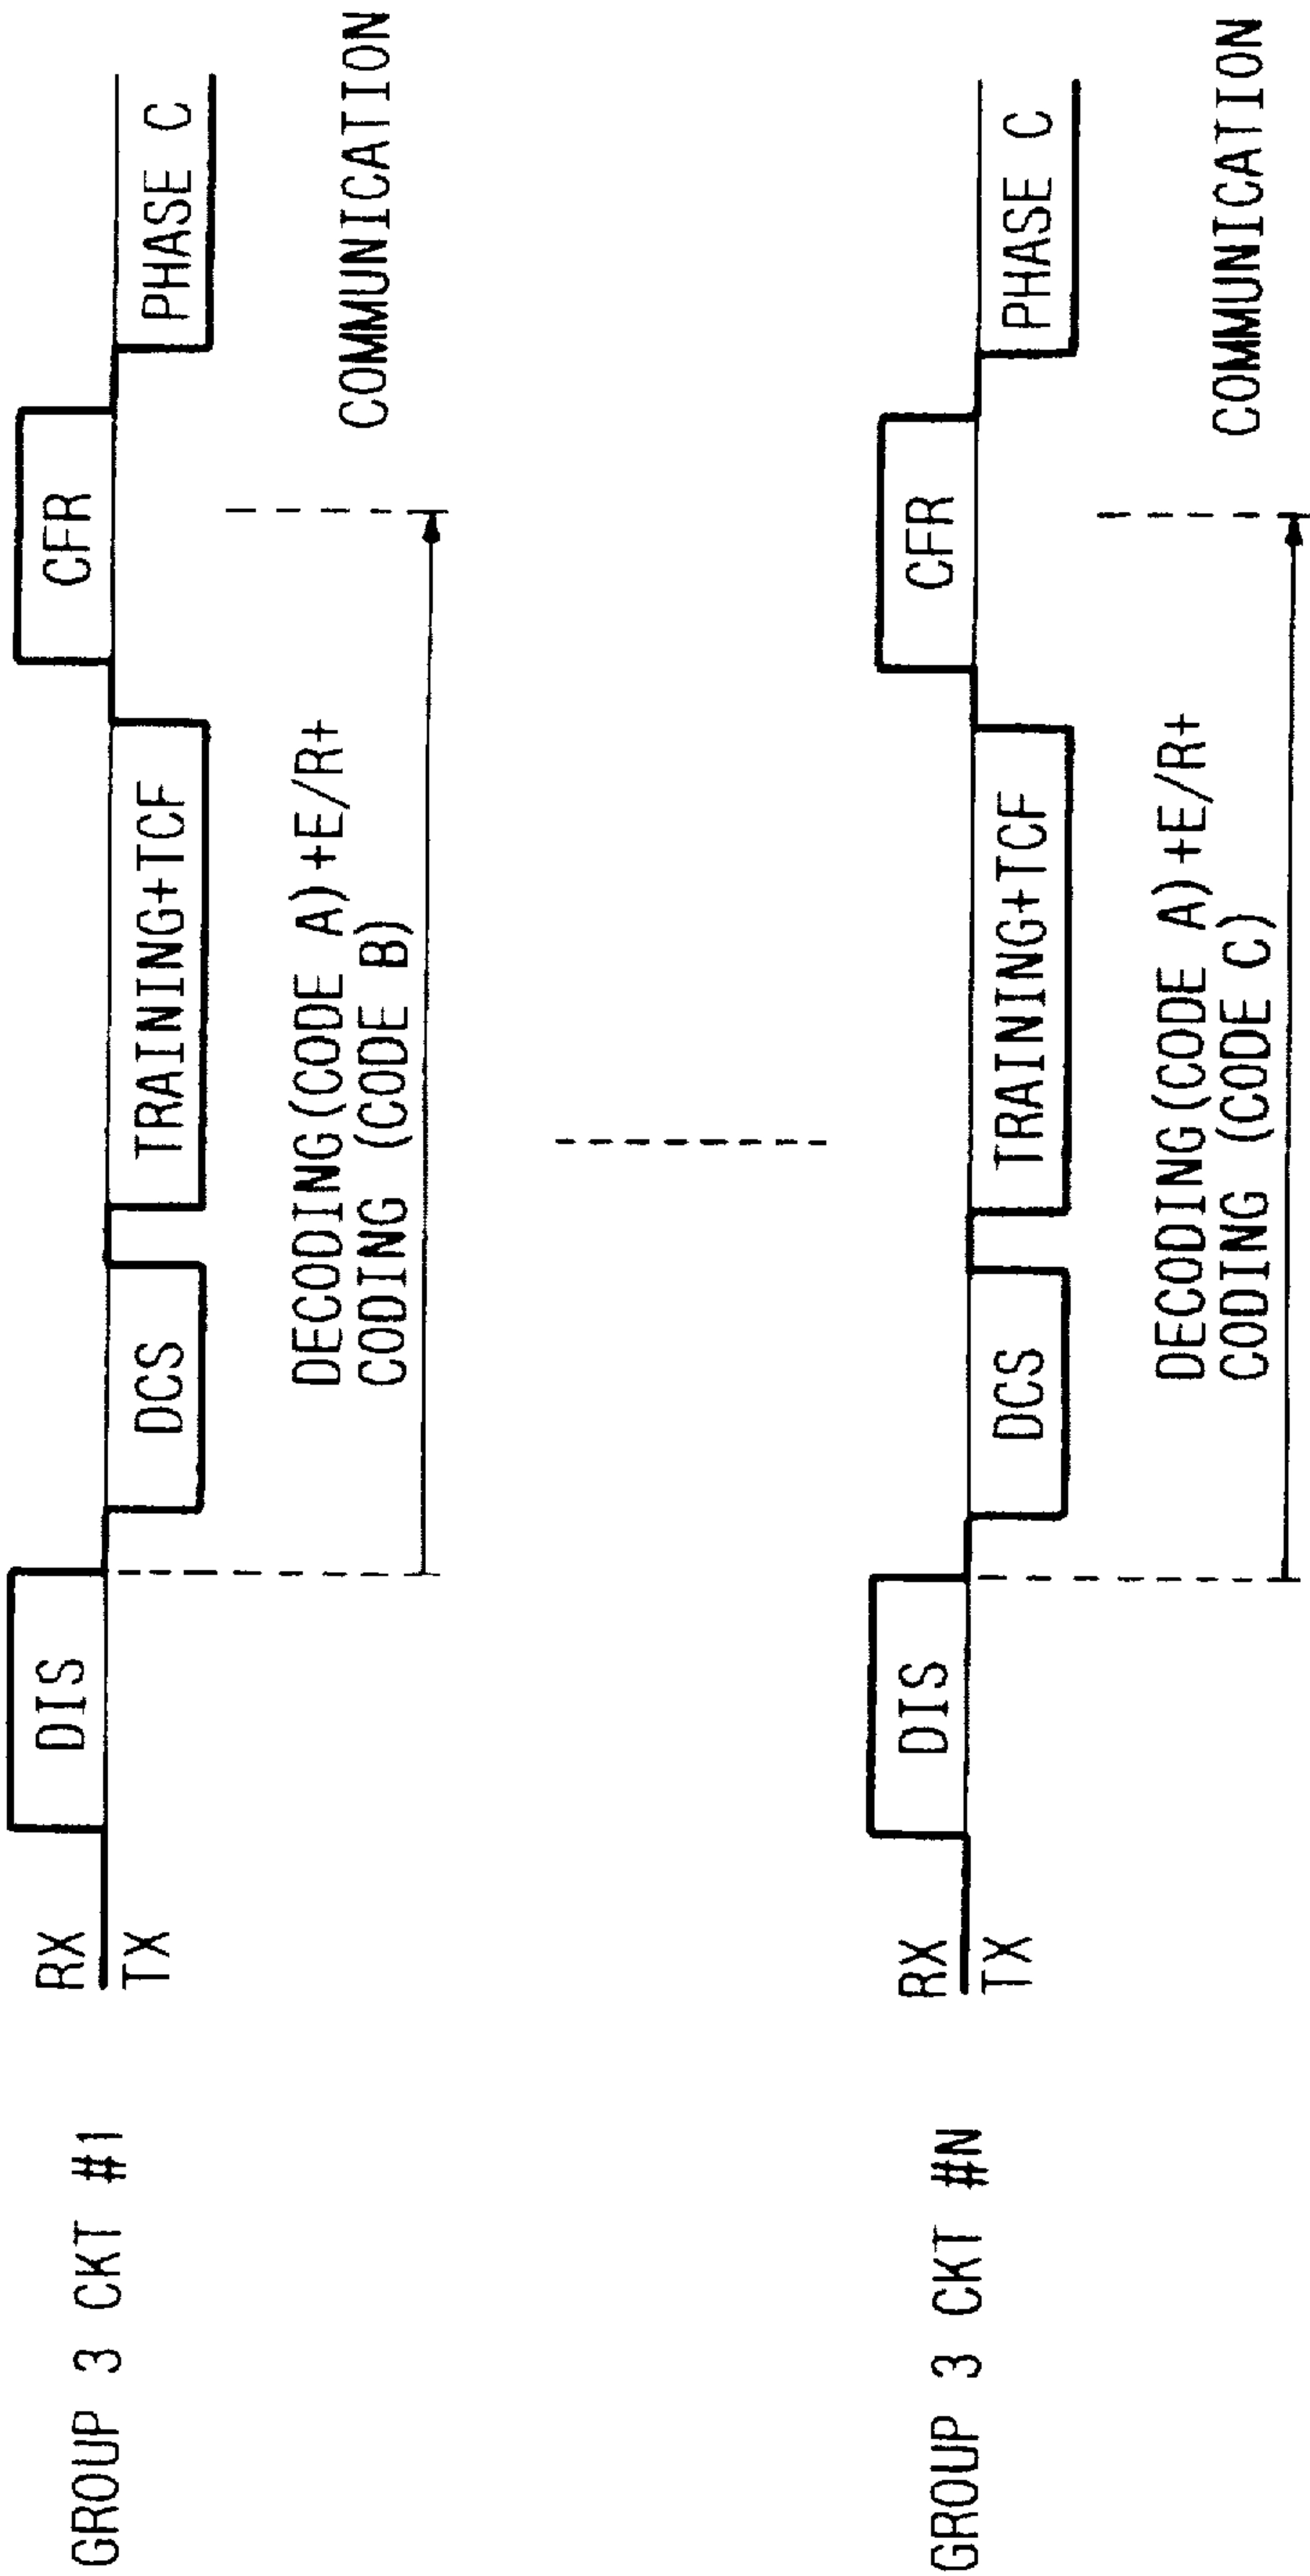 GROUP 3 CKT #1
RX
TX
DIS
DCS
TRAINING+TCF
CFR
PHASE C
DECODING(CODE A)+E/R+
CODING (CODE B)
COMMUNICATION
GROUP 3 CKT #N
RX
TX
DIS
DCS
TRAINING+TCF
CFR
PHASE C
DECODING(CODE A)+E/R+
CODING (CODE C)
COMMUNICATION